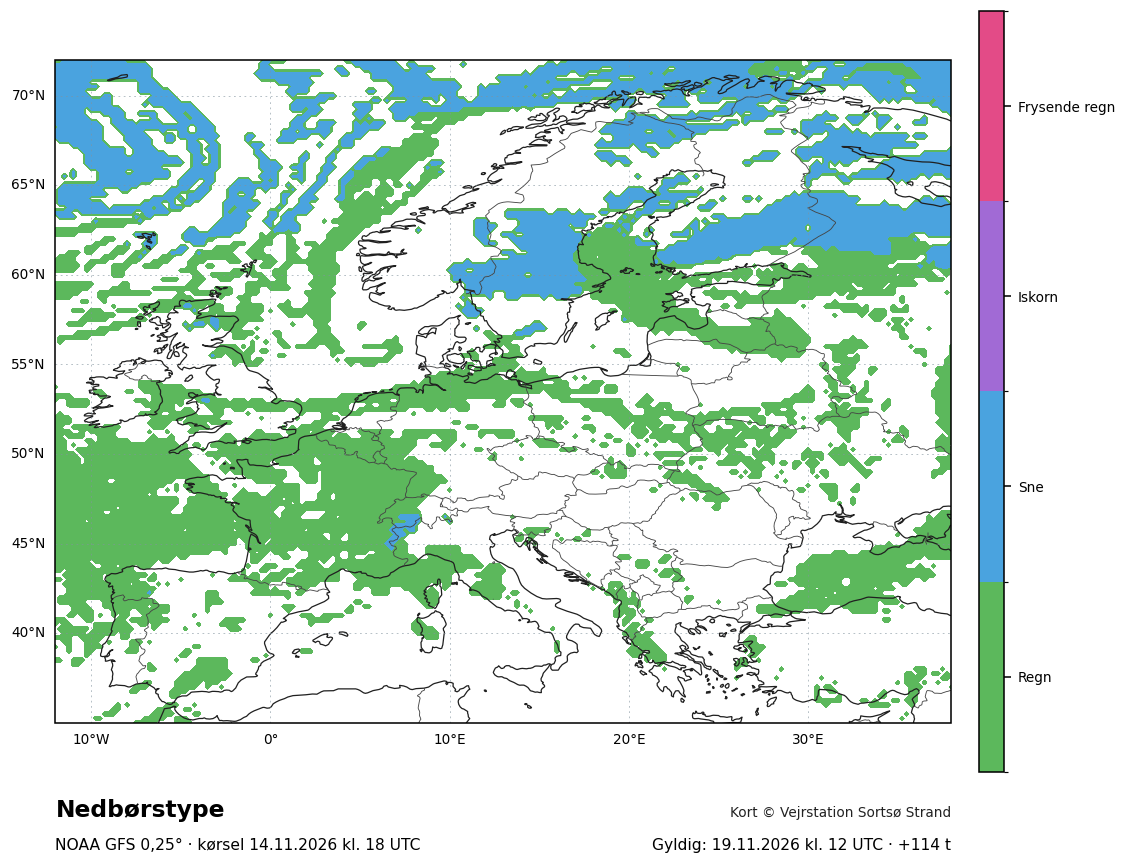 70°N
65°N
60°N
55°N
50°N
45°N
40°N
10°W
0°
10°E
20°E
30°E
Frysende regn
Iskorn
Sne
Regn
Nedbørstype
Kort © Vejrstation Sortsø Strand
NOAA GFS 0,25° · kørsel 14.11.2026 kl. 18 UTC
Gyldig: 19.11.2026 kl. 12 UTC · +114 t